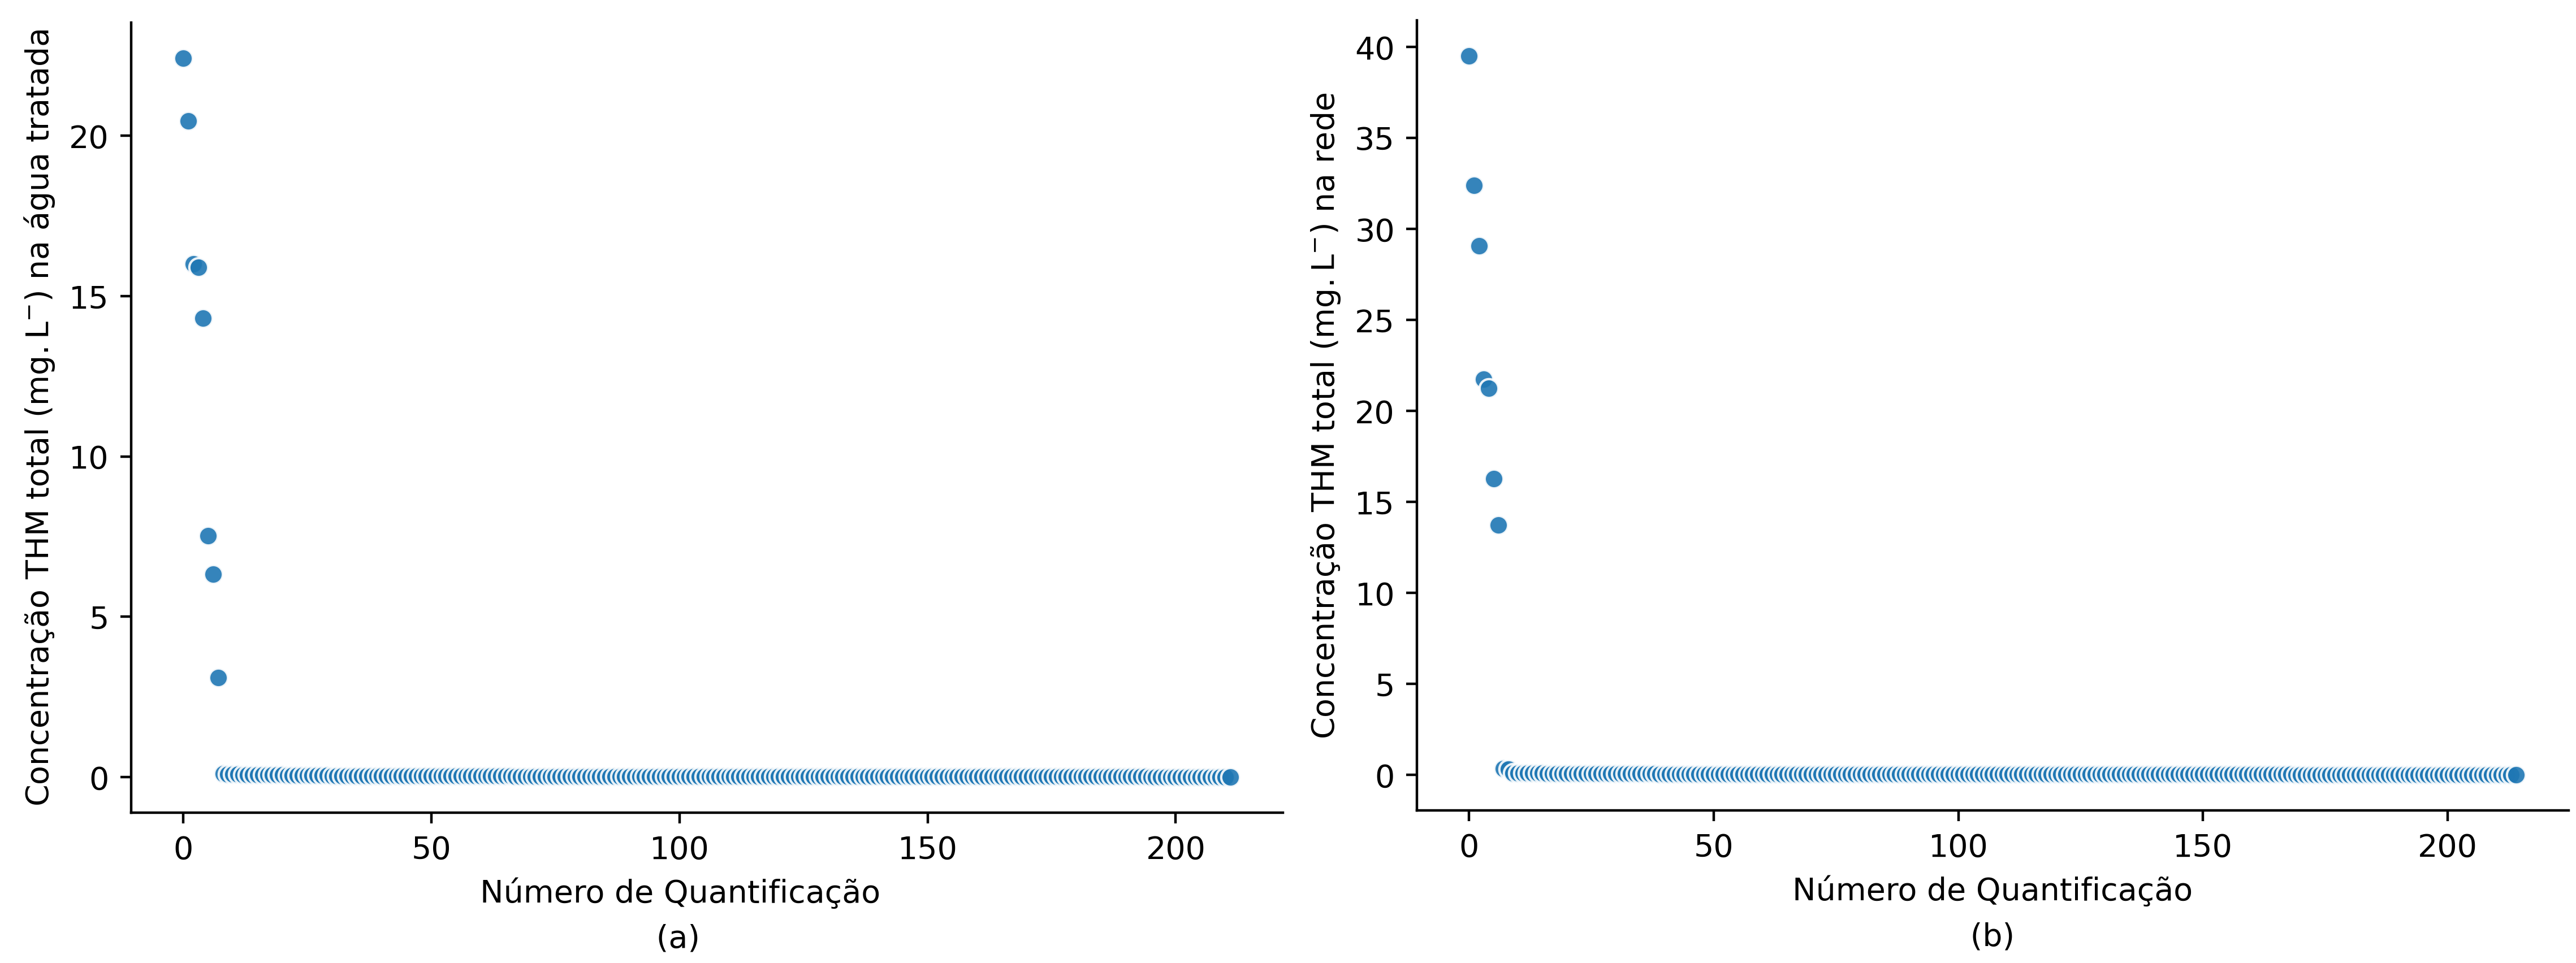 Concentração THM total (mg. L⁻) na água tratada
20
15
10
5
0
0 50 100 150 200
Número de Quantificação
(a)
Concentração THM total (mg. L⁻) na rede
40
35
30
25
20
15
10
5
0
0 50 100 150 200
Número de Quantificação
(b)